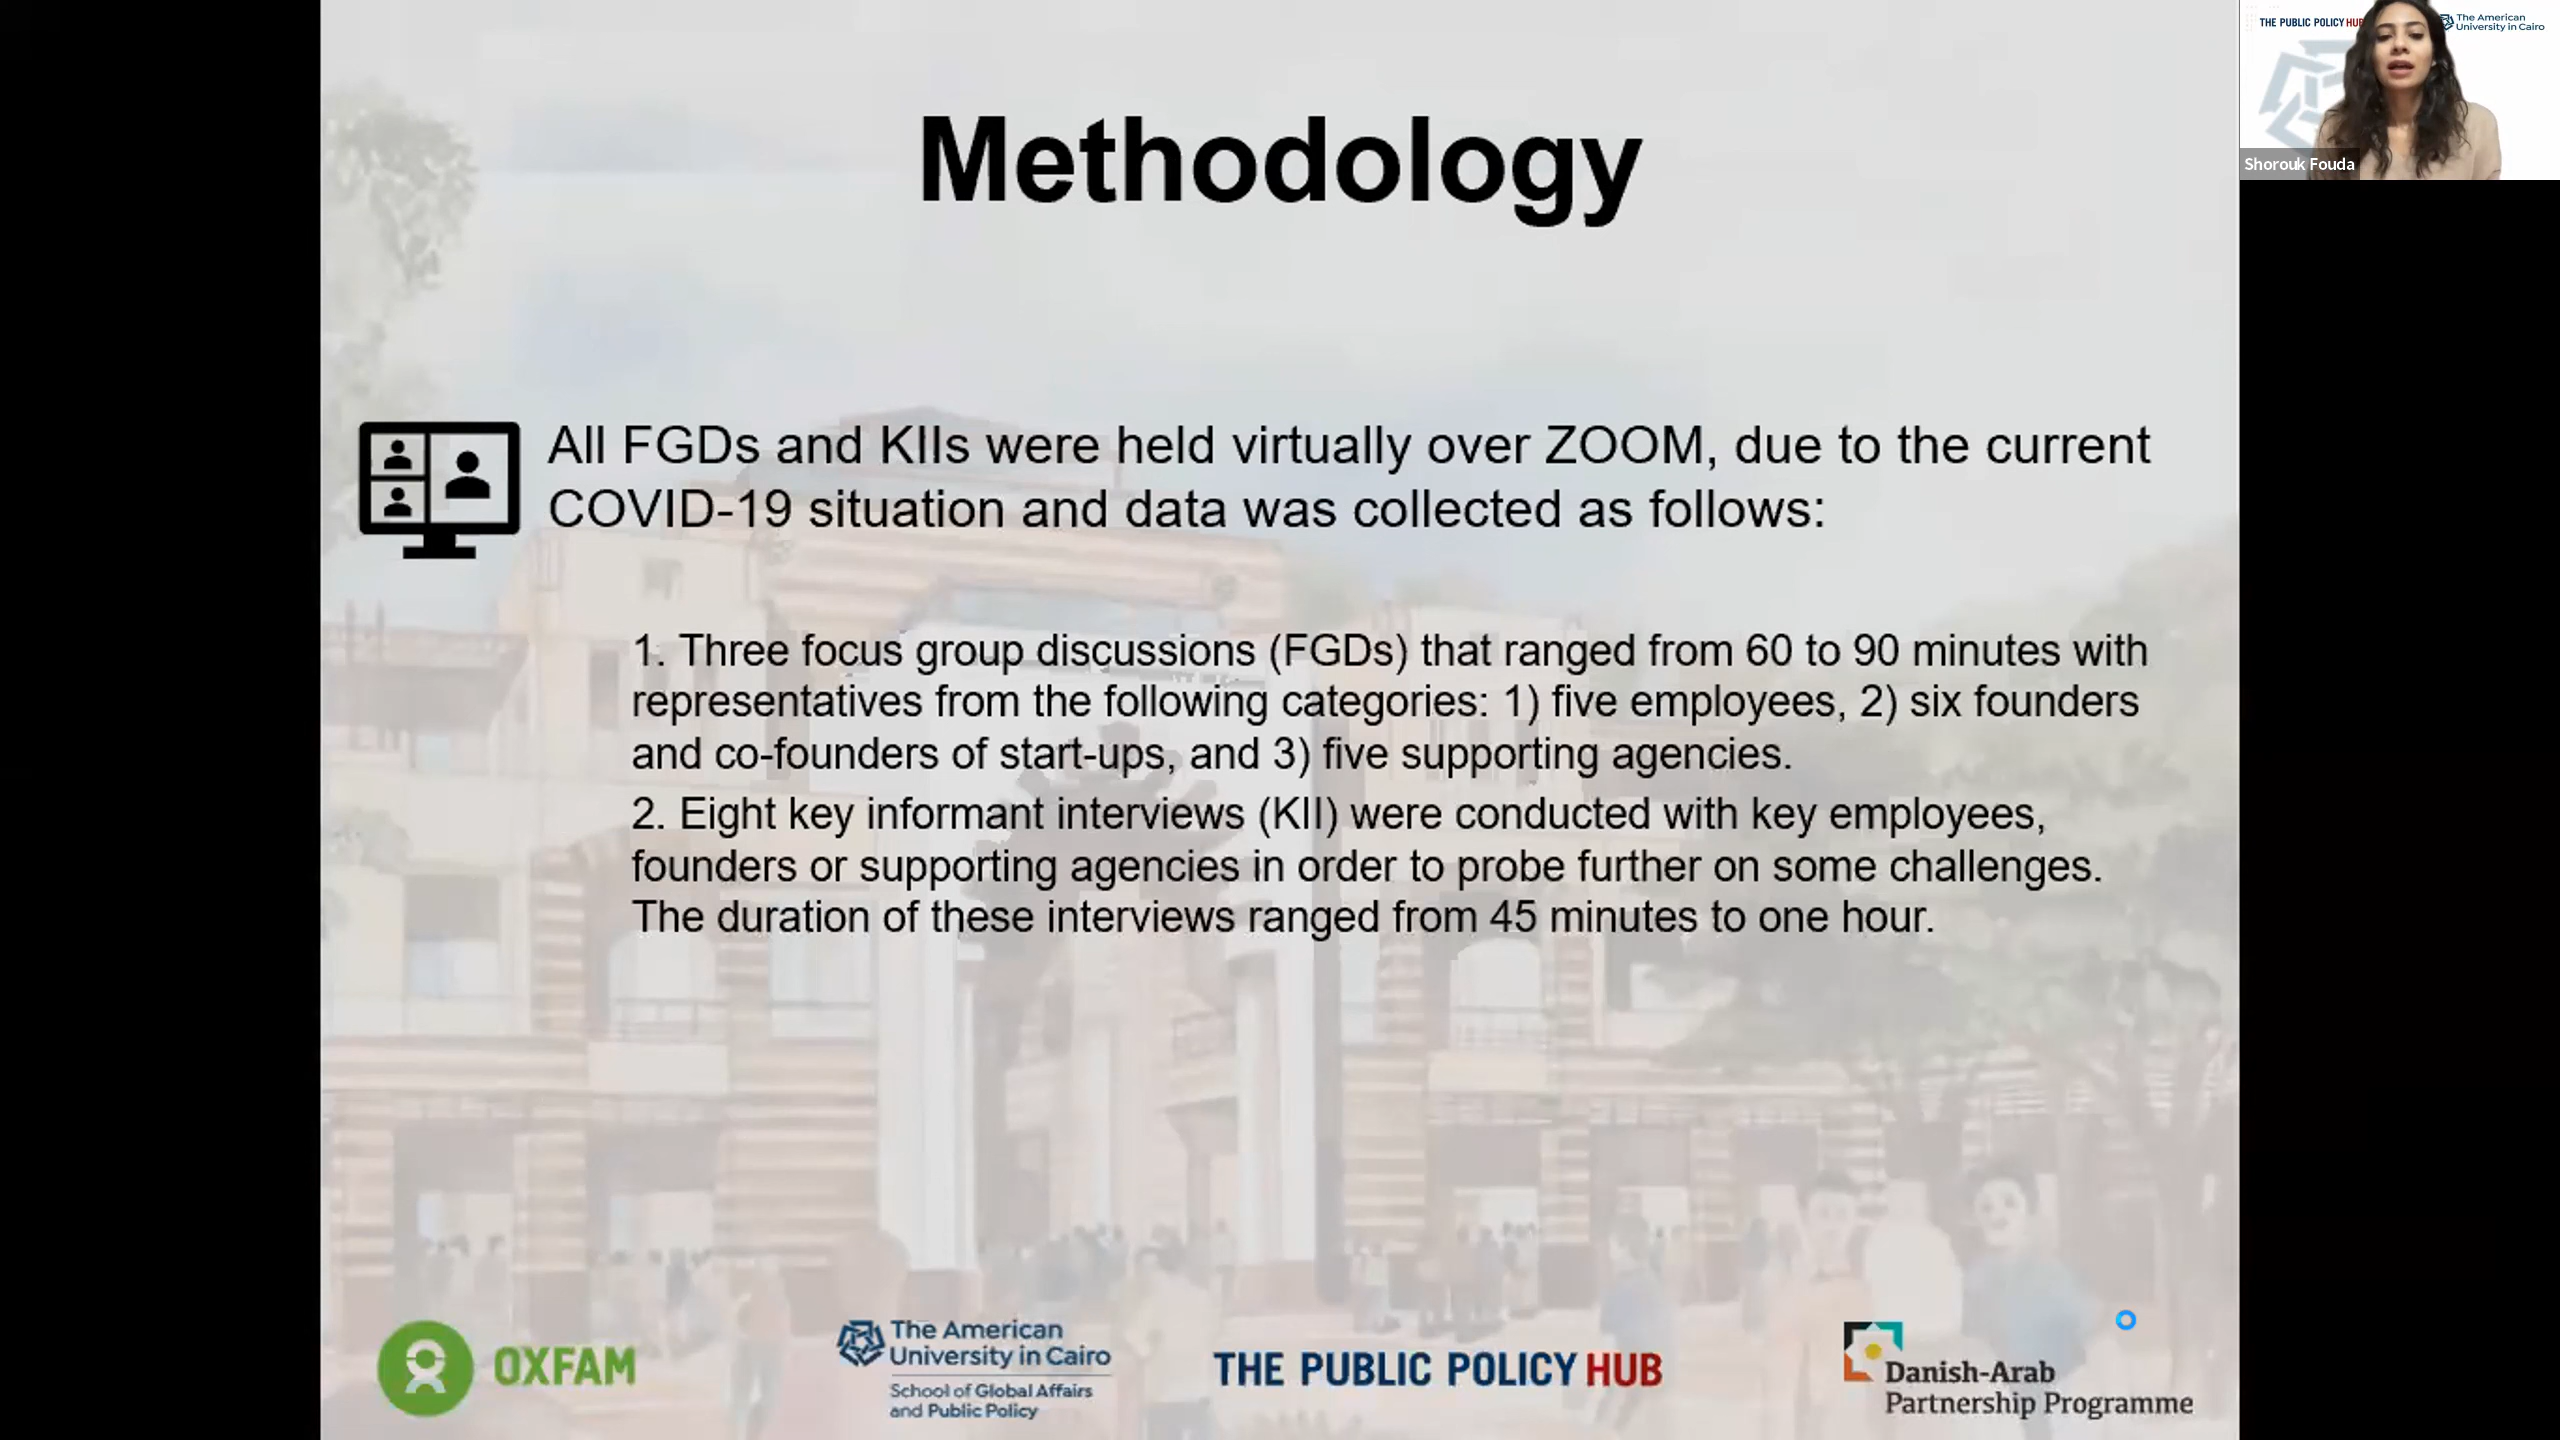 Methodology
All FGDs and KIIs were held virtually over ZOOM, due to the current
COVID-19 situation and data was collected as follows:
1. Three focus group discussions (FGDs) that ranged from 60 to 90 minutes with
representatives from the following categories: 1) five employees, 2) six founders
and co-founders of start-ups, and 3) five supporting agencies.
2. Eight key informant interviews (KII) were conducted with key employees,
founders or supporting agencies in order to probe further on some challenges.
The duration of these interviews ranged from 45 minutes to one hour.
OXFAM
The American
University in Cairo
School of Global Affairs
and Public Policy
THE PUBLIC POLICY HUB
Danish-Arab
Partnership Programme
THE PUBLIC POLICY HUB
The American
University in Cairo
Shorouk Fouda